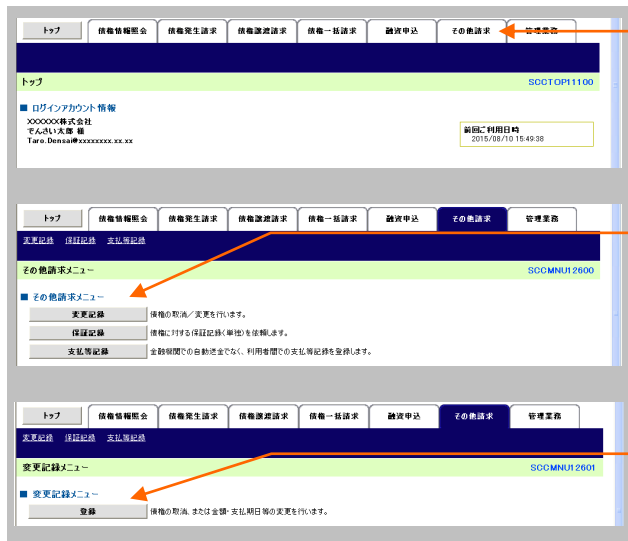 トップ 債権情報照会 債権発生請求 債権譲渡請求 債権一括請求 融資申込 その他請求 管理業務
トップ SCCTOP11100
■ ログインアカウント情報
XXXXXX株式会社
でんさい太郎 様
Taro.Densai@xxxxxxxx.xx.xx
前回ご利用日時
2015/08/10 15:49:38
トップ 債権情報照会 債権発生請求 債権譲渡請求 債権一括請求 融資申込 その他請求 管理業務
変更記録 保証記録 支払等記録
その他請求メニュー SCCMNU12600
■ その他請求メニュー
変更記録 債権の取消／変更を行います。
保証記録 債権に対する保証記録(単独)を依頼します。
支払等記録 金融機関での自動送金でなく、利用者間での支払等記録を登録します。
トップ 債権情報照会 債権発生請求 債権譲渡請求 債権一括請求 融資申込 その他請求 管理業務
変更記録 保証記録 支払等記録
変更記録メニュー SCCMNU12601
■ 変更記録メニュー
登録 債権の取消、または金額・支払期日等の変更を行います。